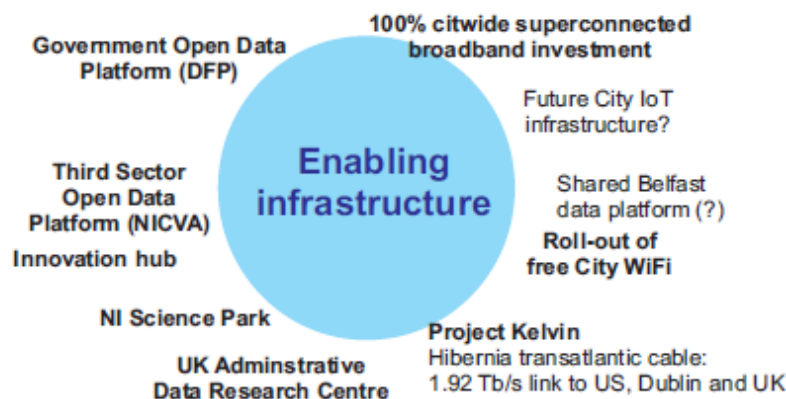 100% citwide superconnected
broadband investment
Government Open Data
Platform (DFP)
Future City IoT
infrastructure?
Enabling
infrastructure
Third Sector
Open Data
Platform (NICVA)
Shared Belfast
data platform (?)
Roll-out of
free City WiFi
Innovation hub
NI Science Park
Project Kelvin
Hibernia transatlantic cable:
1.92 Tb/s link to US, Dublin and UK
UK Adminstrative
Data Research Centre